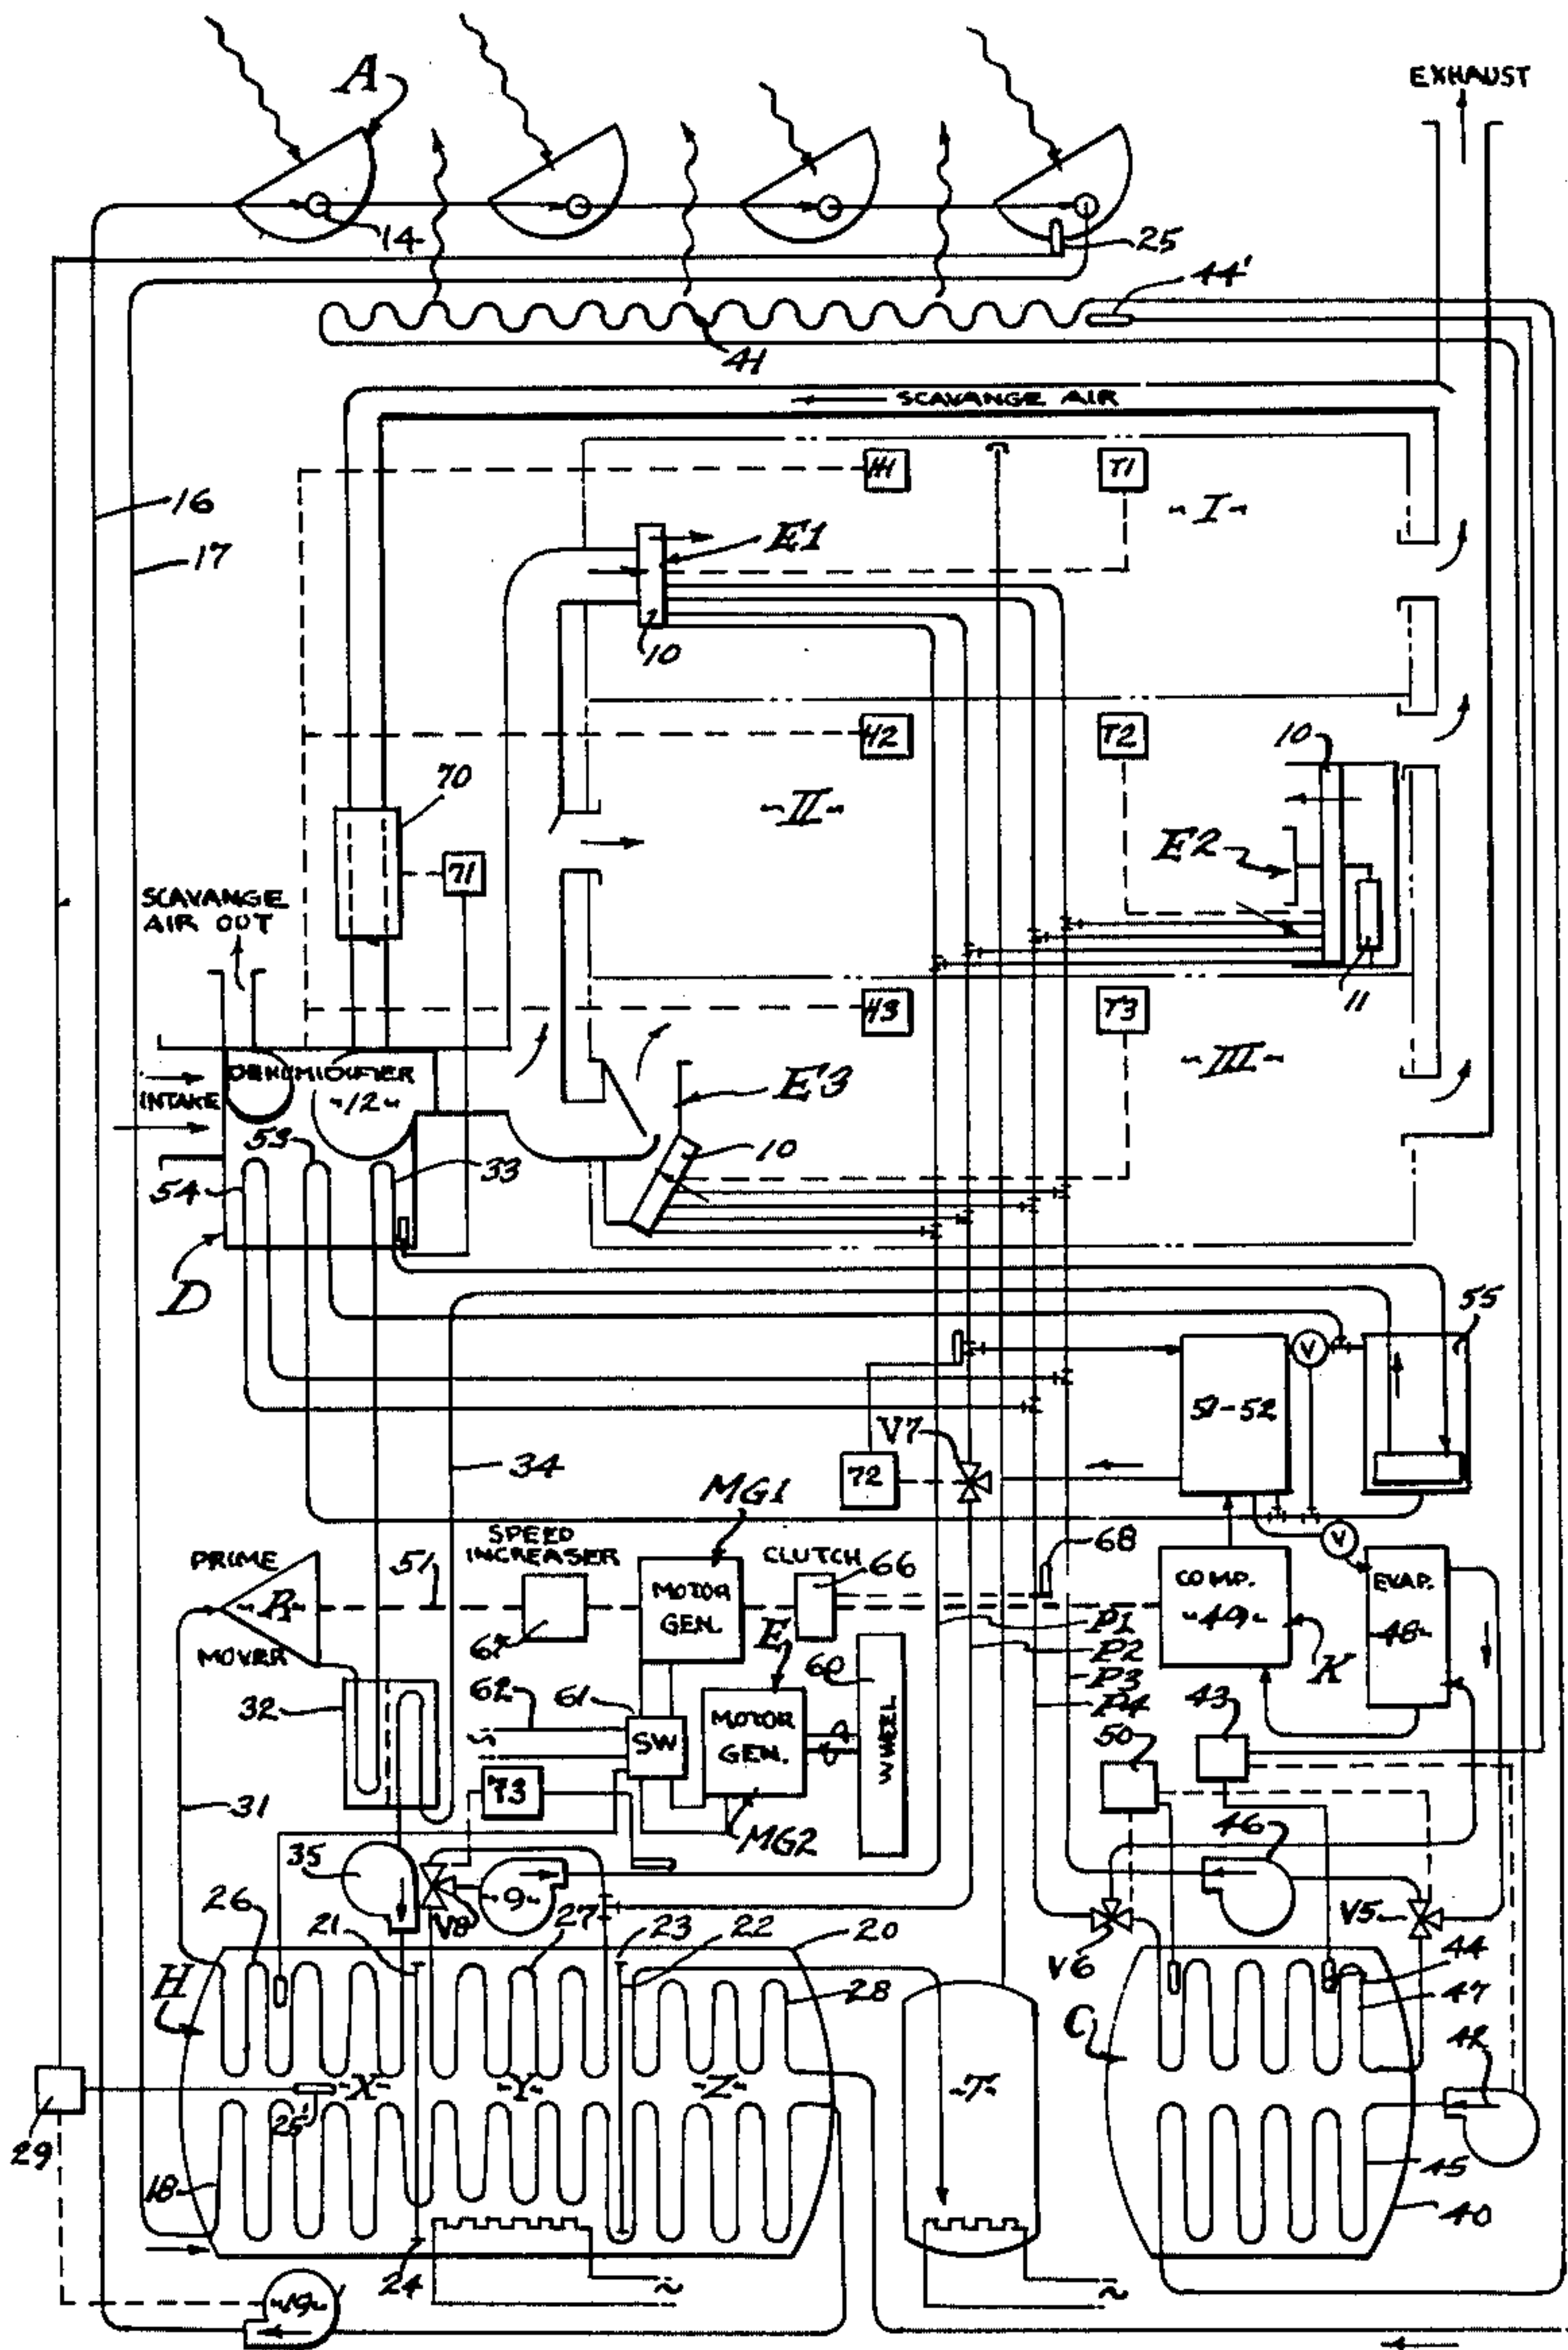 EXHAUST
A
14
25
44'
41
SCAVANGE AIR
H1
T1
-I-
16
E1
17
10
H2
T2
10
70
-II-
E2
71
SCAVANGE
AIR OUT
11
H3
T3
-III-
DEHUMIDIFIER
-12-
INTAKE
E3
53
33
10
54
D
55
V
51-52
V7
34
72
MG1
SPEED
INCREASER
CLUTCH
66
68
V
PRIME
51
MOTOR
GEN.
COMP.
-49-
EVAP.
-48-
-R-
67
E
P1
MOVER
60
P2
K
62
61
P3
32
P4
43
SW
MOTOR
GEN.
WHEEL
50
73
31
MG2
46
35
-9-
26
V8
27
V5
21
23
22
20
V6
44
H
28
47
C
42
-X-
-Y-
-Z-
-T-
25'
29
18
45
40
24
~
~
-19-